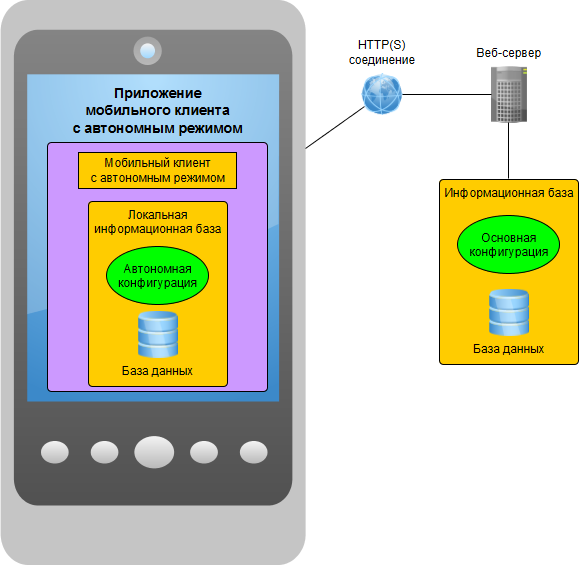 Приложение
мобильного клиента
с автономным режимом
Мобильный клиент
с автономным режимом
Локальная
информационная база
Автономная
конфигурация
База данных
HTTP(S)
соединение
Веб-сервер
Информационная база
Основная
конфигурация
База данных